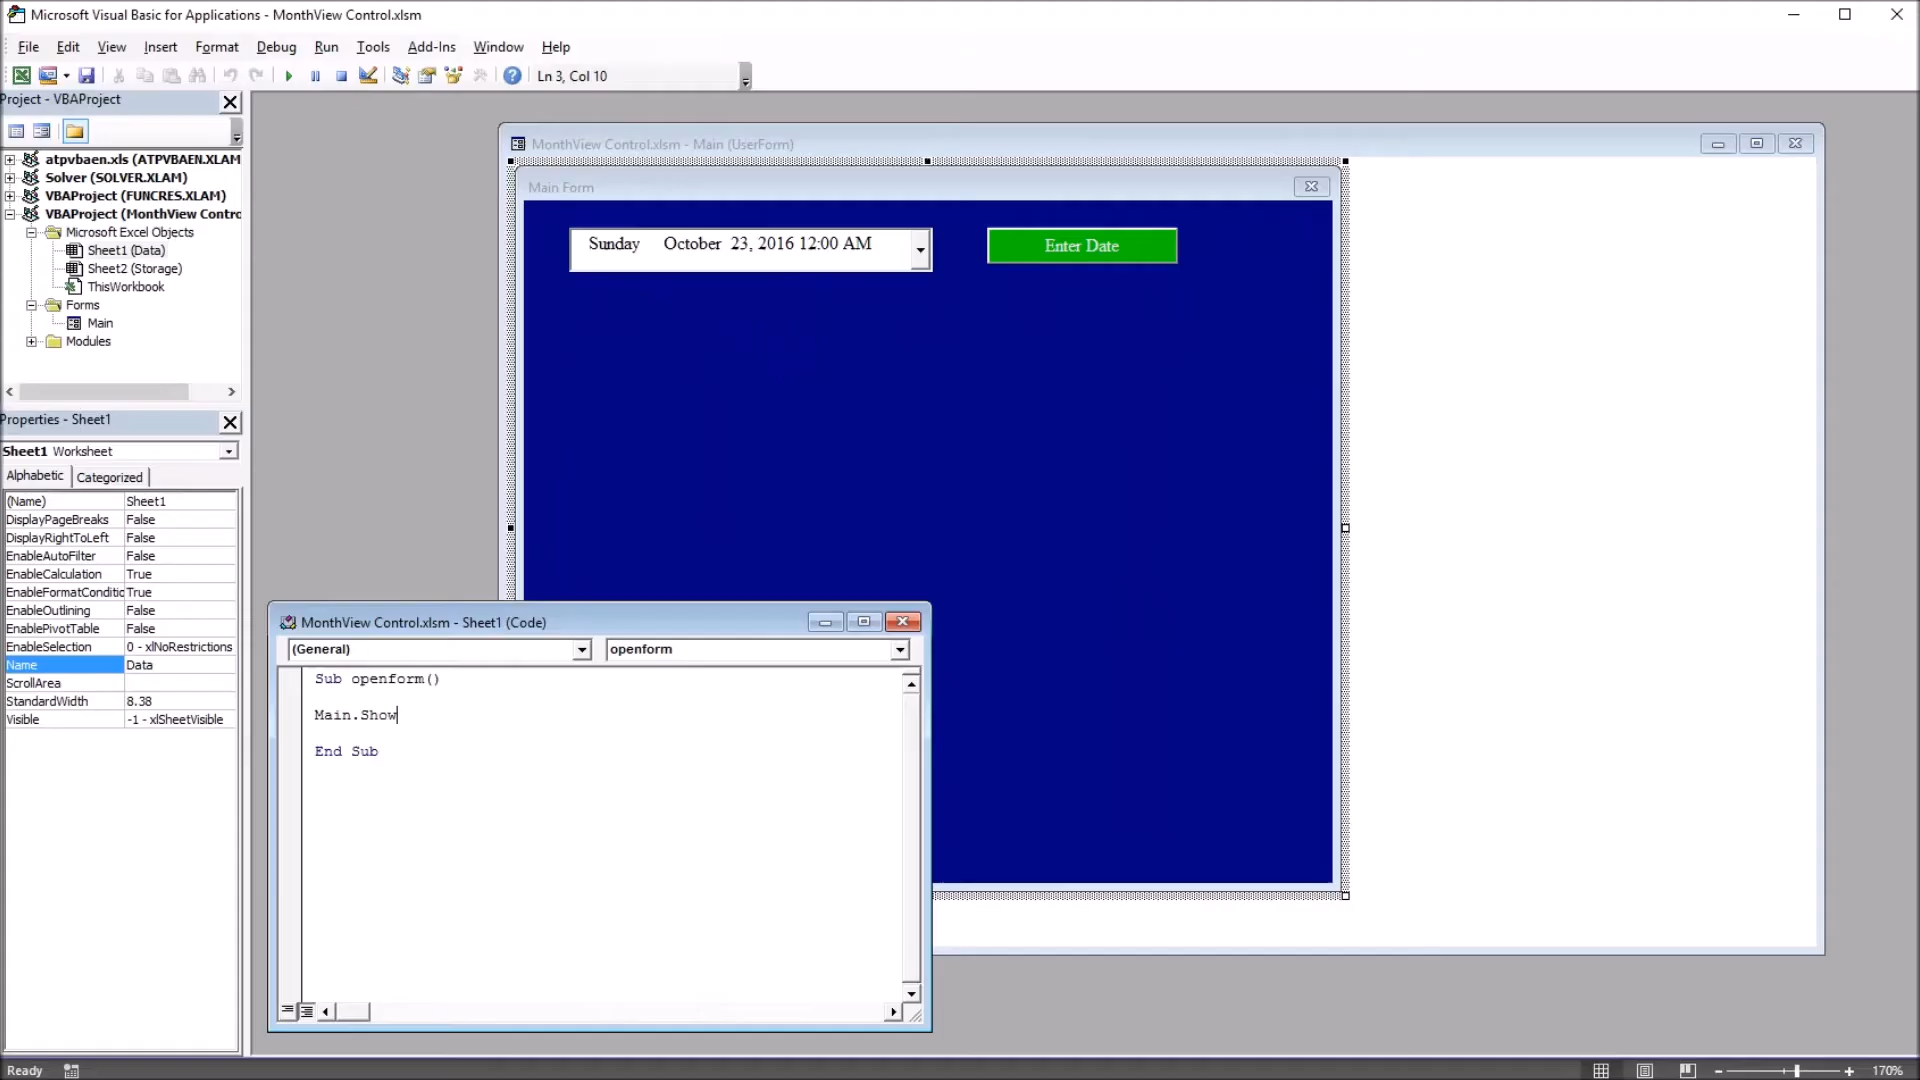 Microsoft Visual Basic for Applications - MonthView Control.xlsm
File Edit View Insert Format Debug Run Tools Add-Ins Window Help
Ln 3, Col 10
Project - VBAProject
atpvbaen.xls (ATPVBAEN.XLAM
Solver (SOLVER.XLAM)
VBAProject (FUNCRES.XLAM)
VBAProject (MonthView Contro
Microsoft Excel Objects
Sheet1 (Data)
Sheet2 (Storage)
ThisWorkbook
Forms
Main
Modules
Properties - Sheet1
Sheet1 Worksheet
Alphabetic Categorized
(Name) Sheet1
DisplayPageBreaks False
DisplayRightToLeft False
EnableAutoFilter False
EnableCalculation True
EnableFormatConditio True
EnableOutlining False
EnablePivotTable False
EnableSelection 0 - xlNoRestrictions
Name Data
ScrollArea
StandardWidth 8.38
Visible -1 - xlSheetVisible
MonthView Control.xlsm - Main (UserForm)
Main Form
Sunday October 23, 2016 12:00 AM
Enter Date
MonthView Control.xlsm - Sheet1 (Code)
(General) openform
Sub openform()
Main.Show
End Sub
Ready
170%